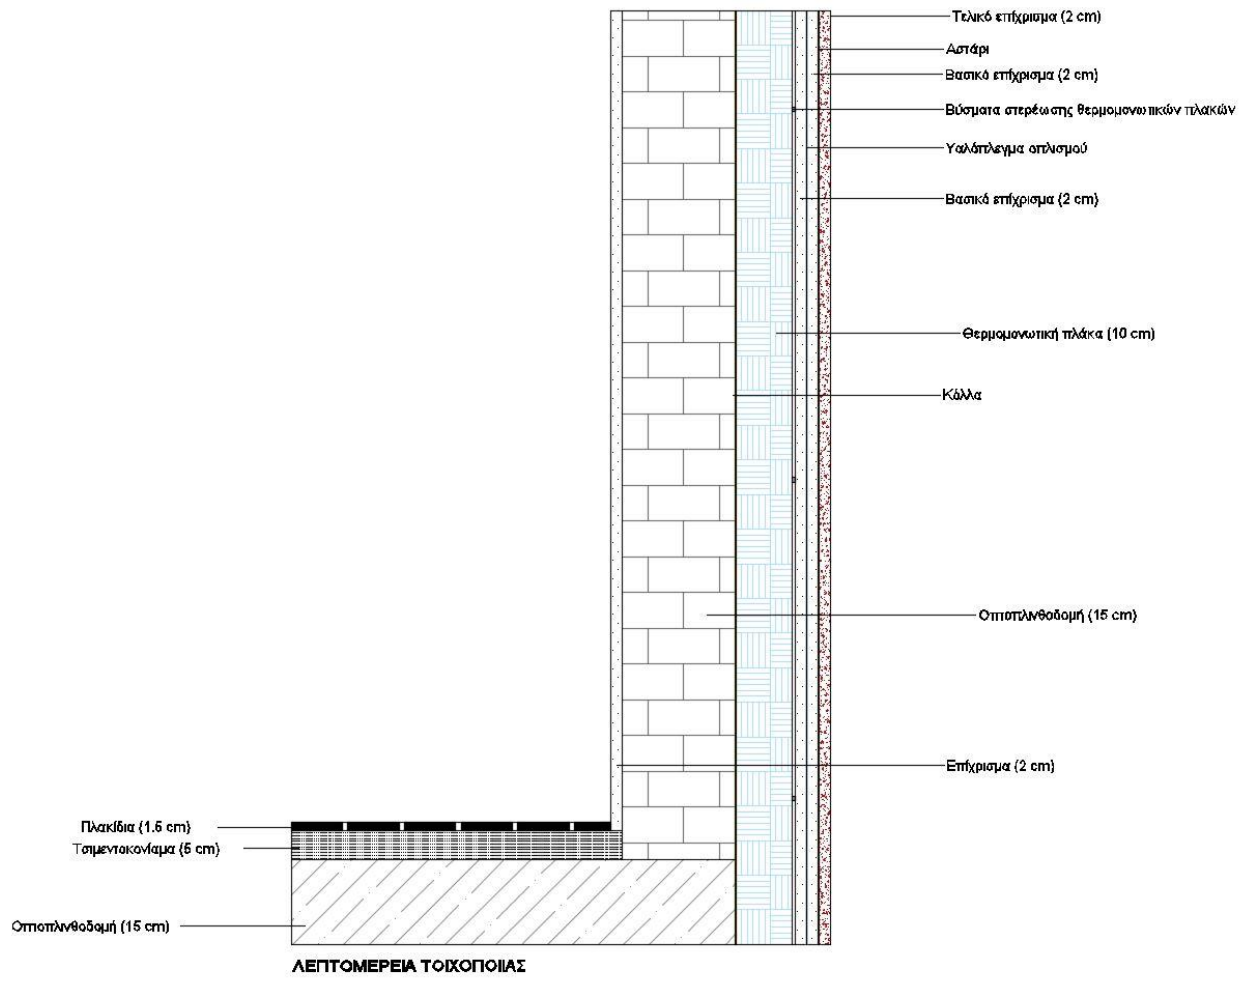 Τελικό επίχρισμα (2 cm)
Αστάρι
Βασικό επίχρισμα (2 cm)
Βύσματα στερέωσης θερμομονωτικών πλακών
Υαλόπλεγμα οπλισμού
Βασικό επίχρισμα (2 cm)
Θερμομονωτική πλάκα (10 cm)
Κόλλα
Οπτοπλινθοδομή (15 cm)
Επίχρισμα (2 cm)
Πλακίδια (1.5 cm)
Τσιμεντοκονίαμα (5 cm)
Οπτοπλινθοδομή (15 cm)
ΛΕΠΤΟΜΕΡΕΙΑ ΤΟΙΧΟΠΟΙΙΑΣ